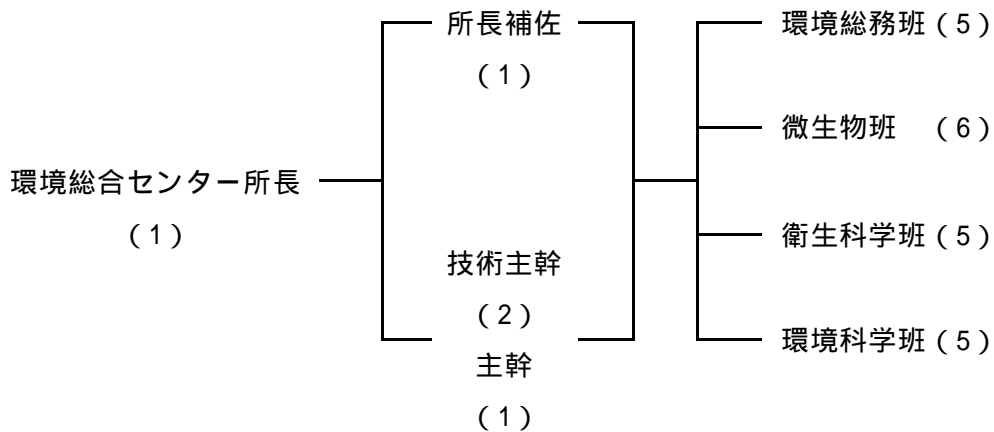 環境総合センター所長
（1）
所長補佐
（1）
技術主幹
（2）
主幹
（1）
環境総務班（5）
微生物班　（6）
衛生科学班（5）
環境科学班（5）